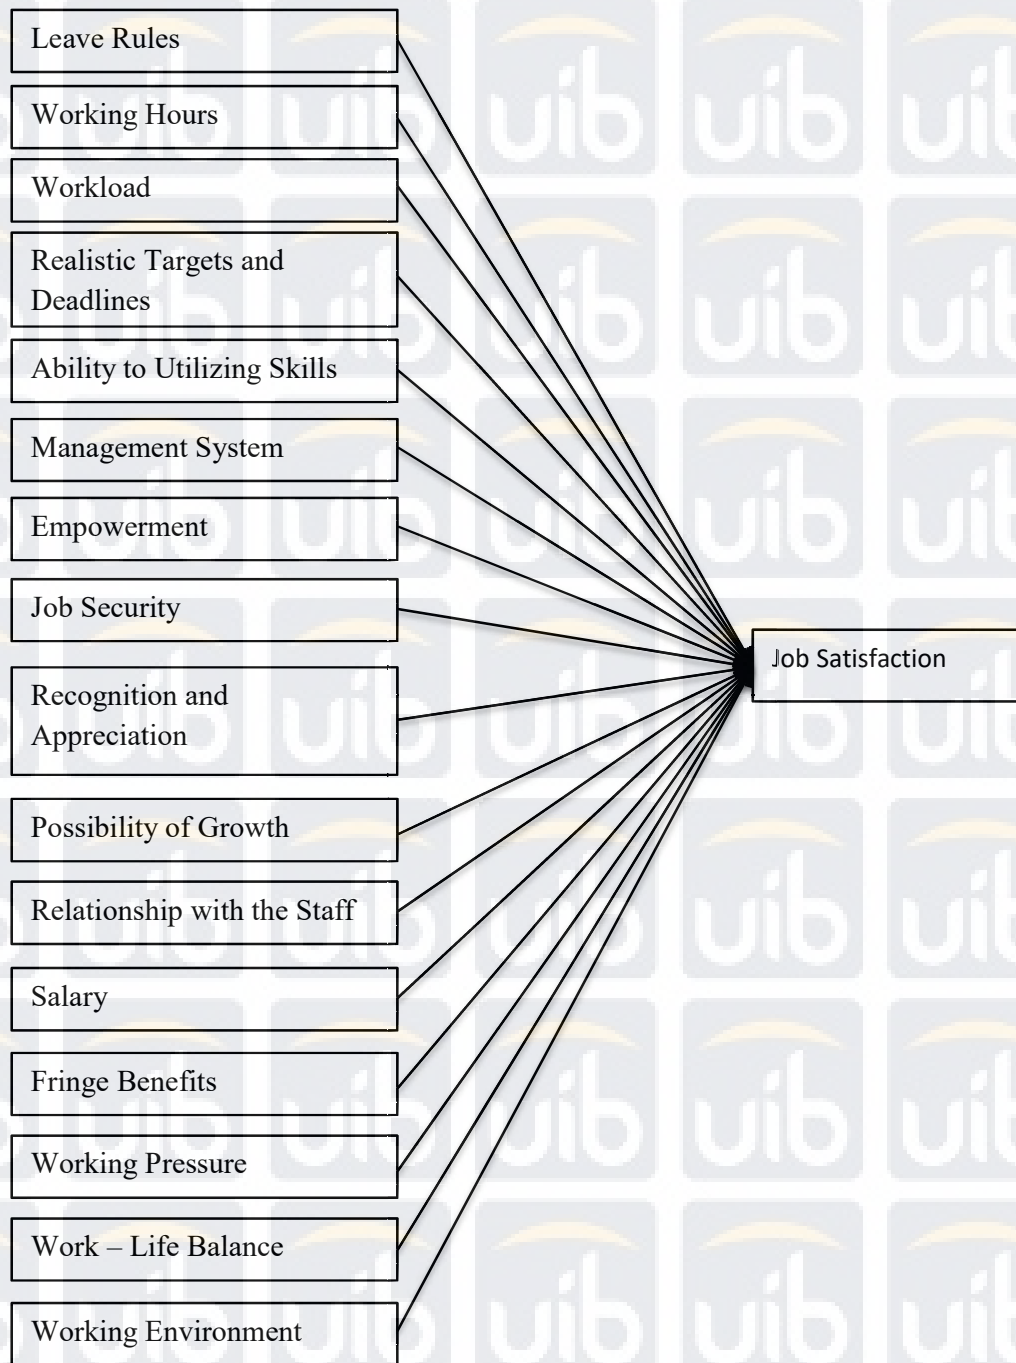 Leave Rules
Working Hours
Workload
Realistic Targets and
Deadlines
Ability to Utilizing Skills
Management System
Empowerment
Job Security
Job Satisfaction
Recognition and
Appreciation
Possibility of Growth
Relationship with the Staff
Salary
Fringe Benefits
Working Pressure
Work – Life Balance
Working Environment
uib